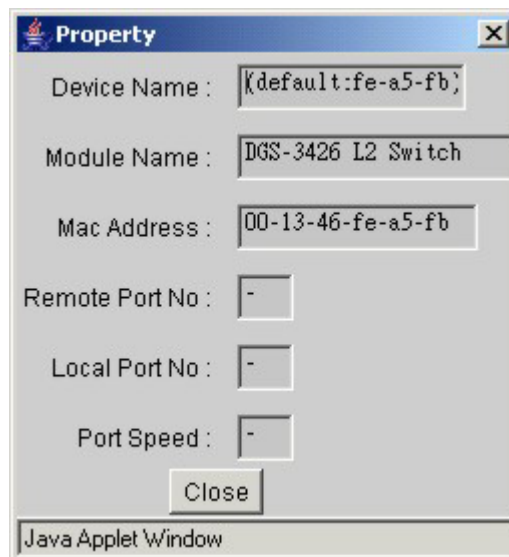 Property
Device Name : (default:fe-a5-fb)
Module Name : DGS-3426 L2 Switch
Mac Address : 00-13-46-fe-a5-fb
Remote Port No : -
Local Port No : -
Port Speed : -
Close
Java Applet Window